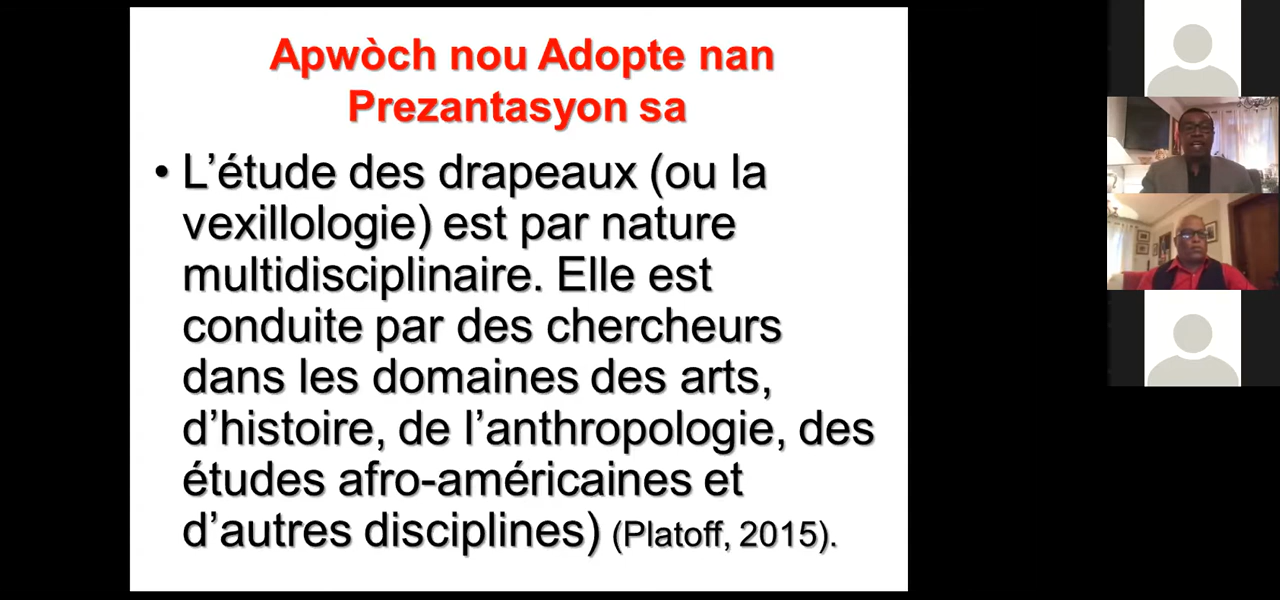 Apwòch nou Adopte nan
Prezantasyon sa
• L’étude des drapeaux (ou la
vexillologie) est par nature
multidisciplinaire. Elle est
conduite par des chercheurs
dans les domaines des arts,
d’histoire, de l’anthropologie, des
études afro-américaines et
d’autres disciplines) (Platoff, 2015).